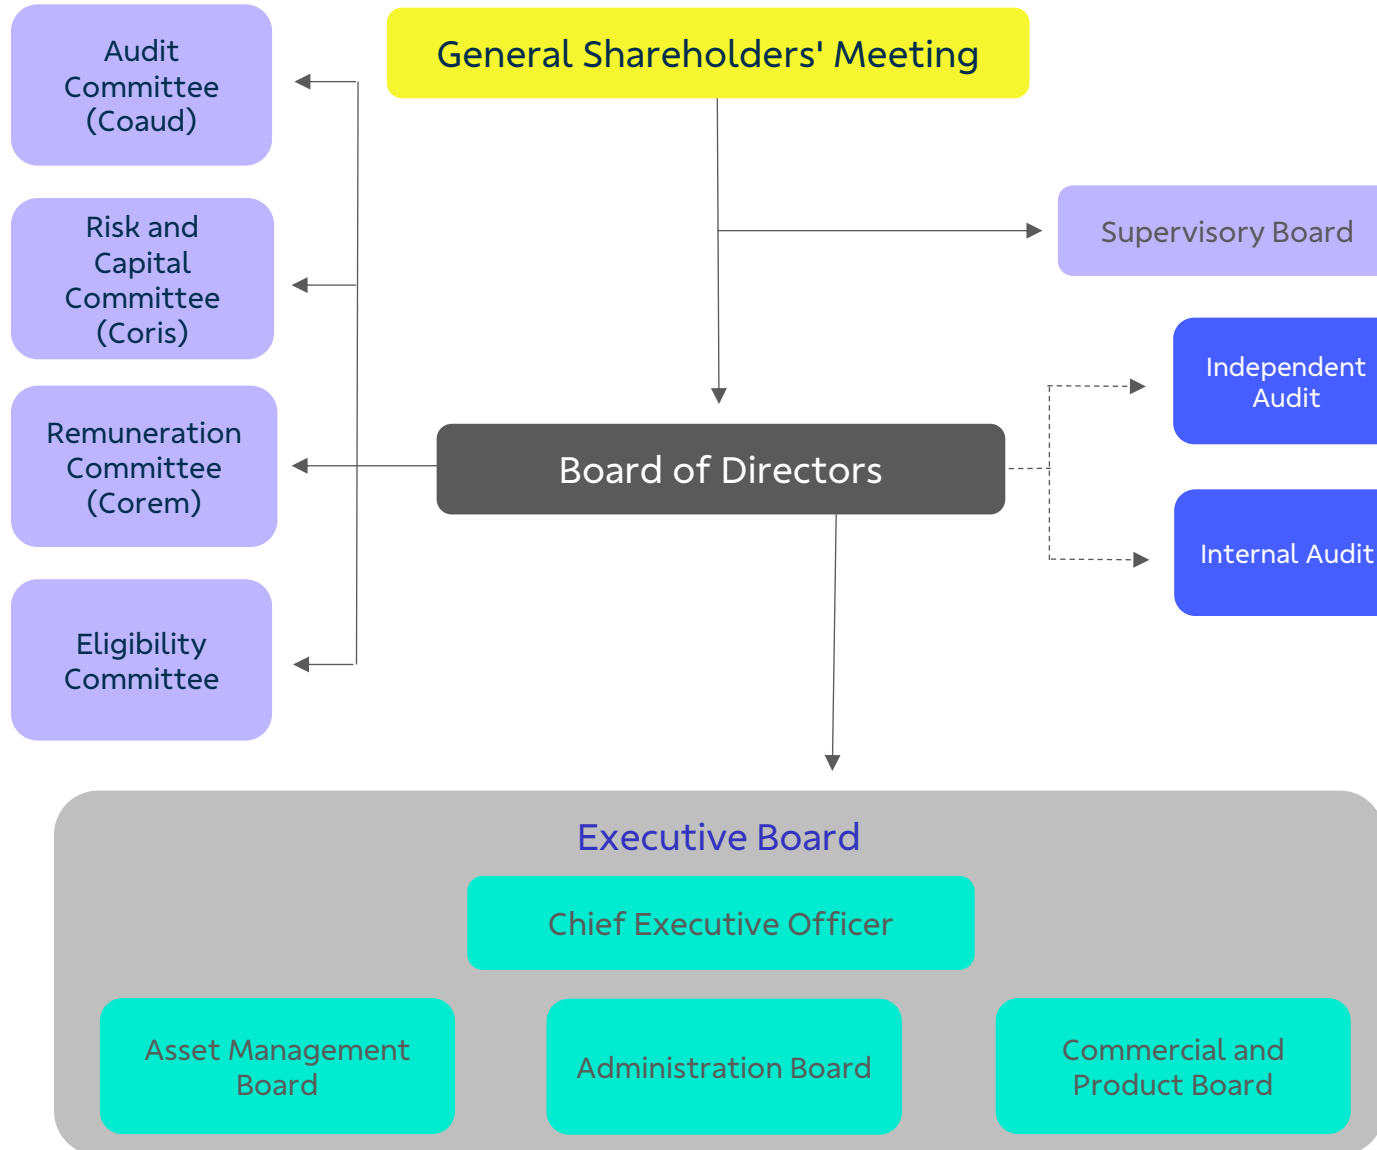 General Shareholders' Meeting
Audit
Committee
(Coaud)
Risk and
Capital
Committee
(Coris)
Remuneration
Committee
(Corem)
Eligibility
Committee
Supervisory Board
Independent
Audit
Internal Audit
Board of Directors
Executive Board
Chief Executive Officer
Asset Management
Board
Administration Board
Commercial and
Product Board